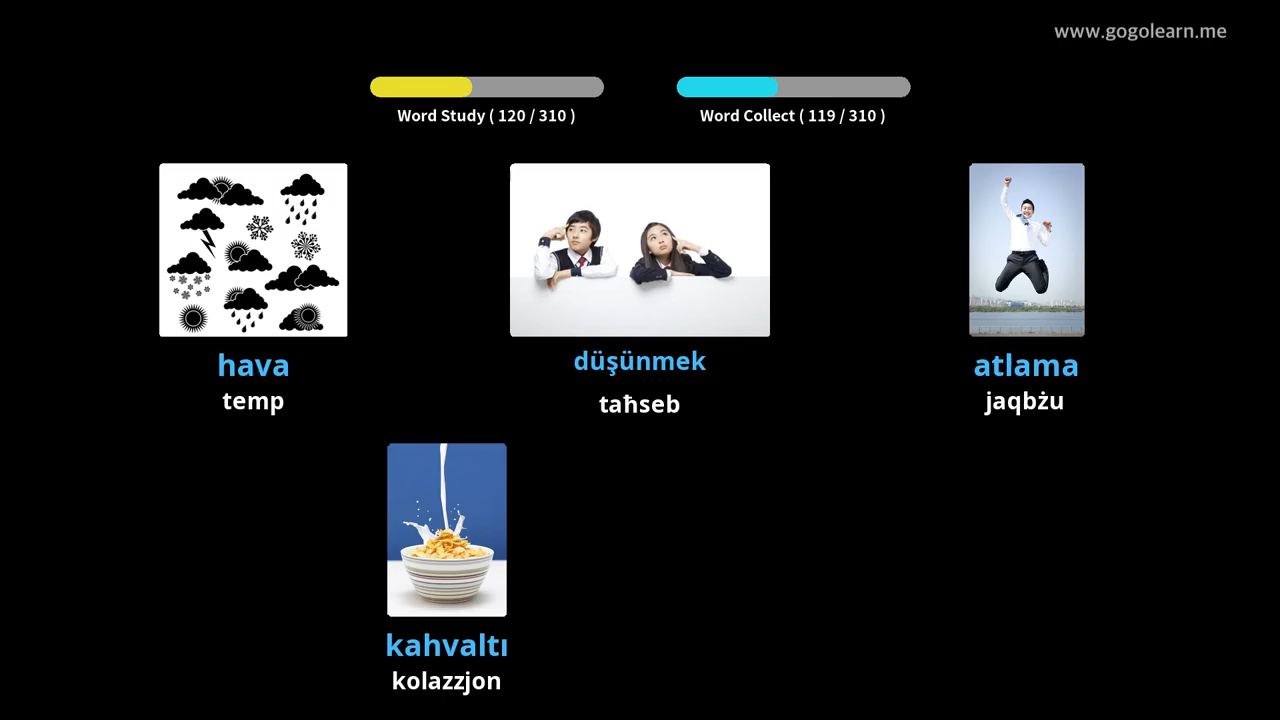 www.gogolearn.me
Word Study ( 120 / 310 )
Word Collect ( 119 / 310 )
hava
temp
düşünmek
taħseb
atlama
jaqbżu
kahvaltı
kolazzjon